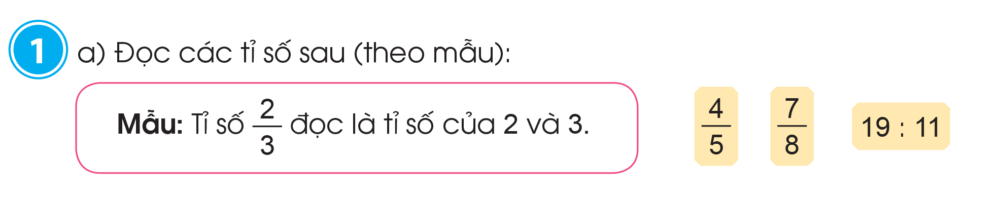 1 a) Đọc các tỉ số sau (theo mẫu):
Mẫu: Tỉ số 2/3 đọc là tỉ số của 2 và 3.
4/5 7/8 19 : 11